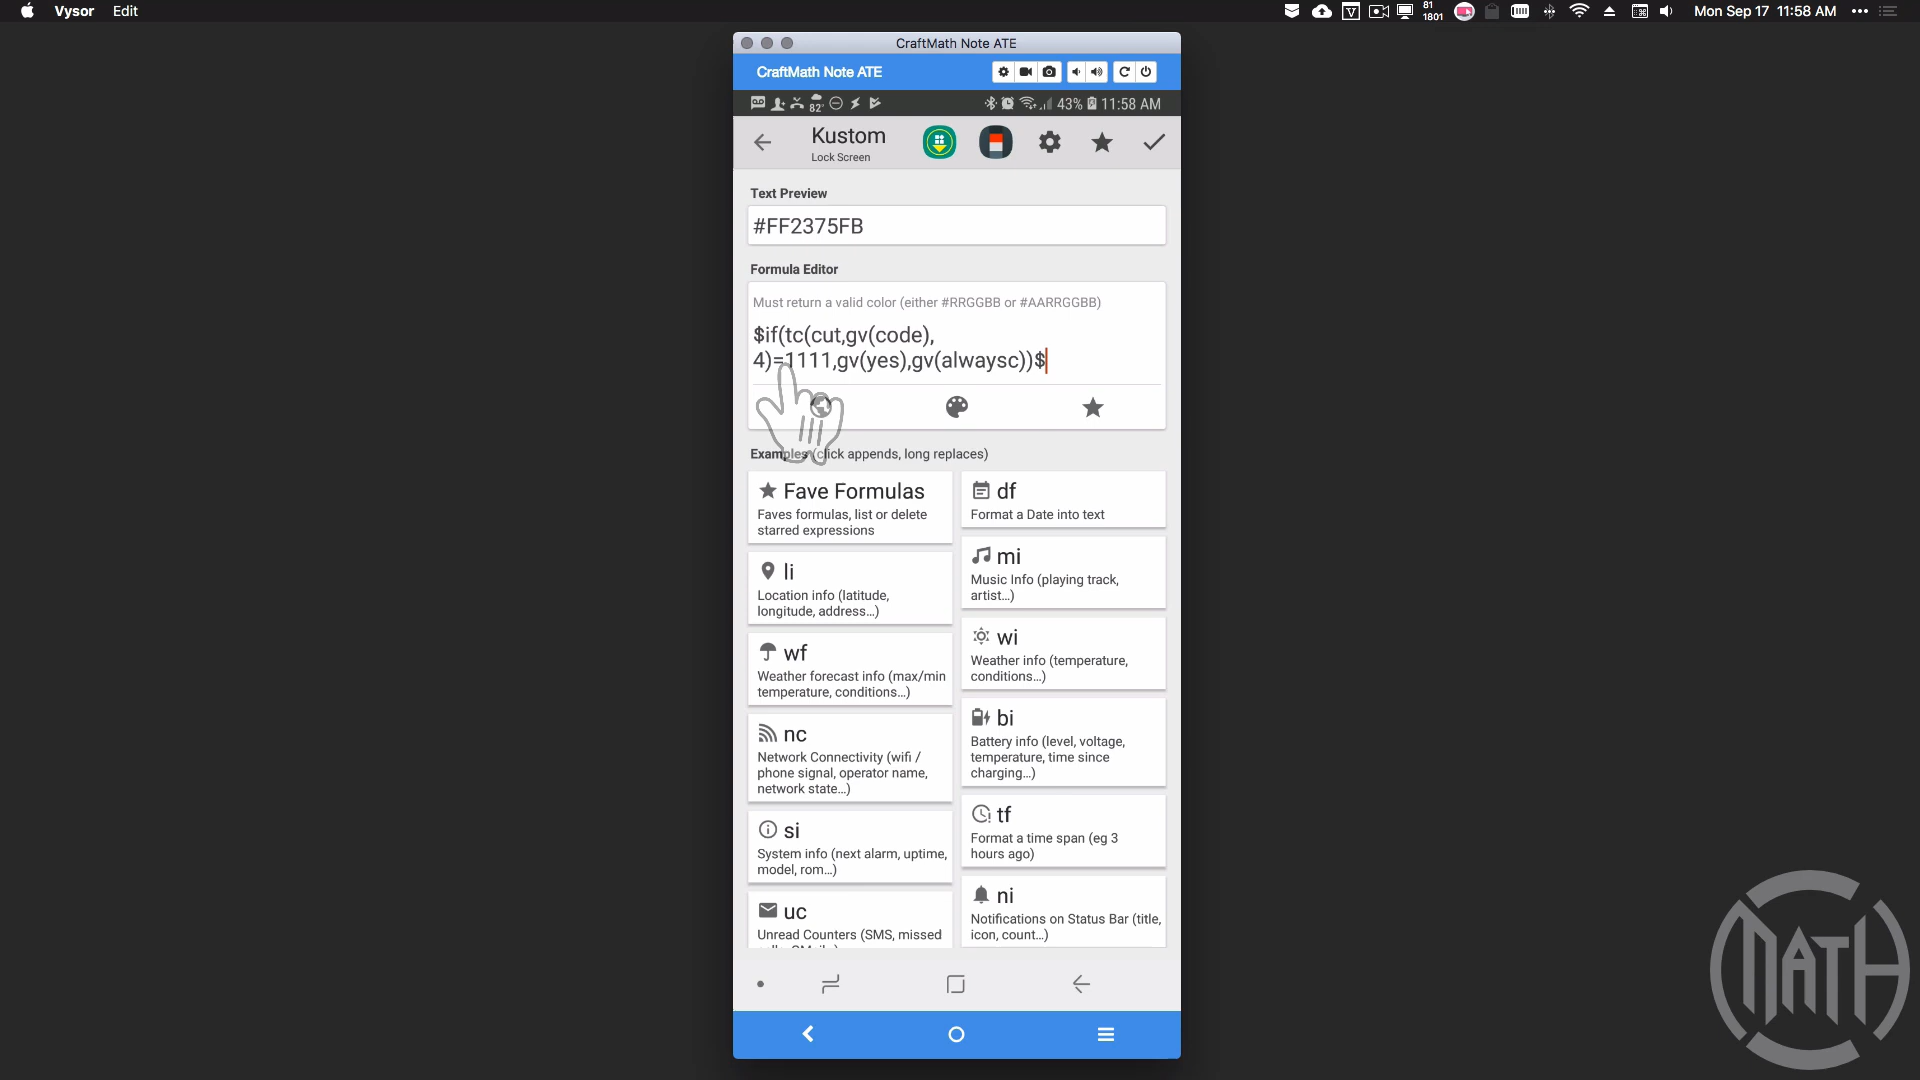 Vysor Edit
81
1801
Mon Sep 17 11:58 AM
CraftMath Note ATE
CraftMath Note ATE
82°
43% 11:58 AM
Kustom
Lock Screen
Text Preview
#FF2375FB
Formula Editor
Must return a valid color (either #RRGGBB or #AARRGGBB)
$if(tc(cut,gv(code),
4)=1111,gv(yes),gv(alwaysc))$
Examples (click appends, long replaces)
Fave Formulas
Faves formulas, list or delete
starred expressions
df
Format a Date into text
li
Location info (latitude,
longitude, address...)
mi
Music Info (playing track,
artist...)
wf
Weather forecast info (max/min
temperature, conditions...)
wi
Weather info (temperature,
conditions...)
nc
Network Connectivity (wifi /
phone signal, operator name,
network state...)
bi
Battery info (level, voltage,
temperature, time since
charging...)
si
System info (next alarm, uptime,
model, rom...)
tf
Format a time span (eg 3
hours ago)
uc
Unread Counters (SMS, missed
ni
Notifications on Status Bar (title,
icon, count...)
MATH